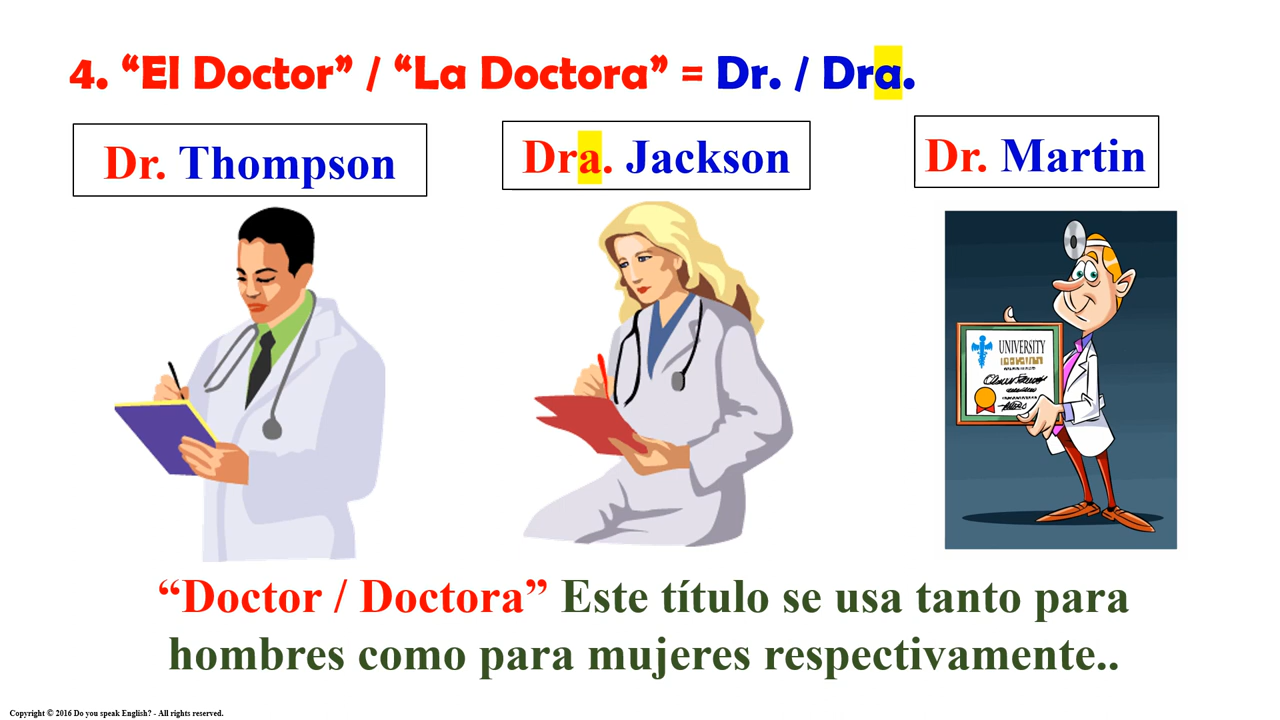 4. “El Doctor” / “La Doctora” = Dr. / Dra.
Dr. Thompson
Dra. Jackson
Dr. Martin
UNIVERSITY
“Doctor / Doctora” Este título se usa tanto para
hombres como para mujeres respectivamente..
Copyright © 2016 Do you speak English? - All rights reserved.